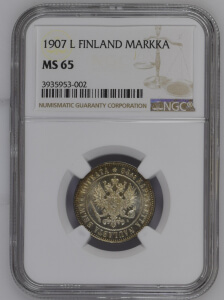 1907 L FINLAND MARKKA
MS 65
3935953-002
NUMISMATIC GUARANTY CORPORATION
NGC